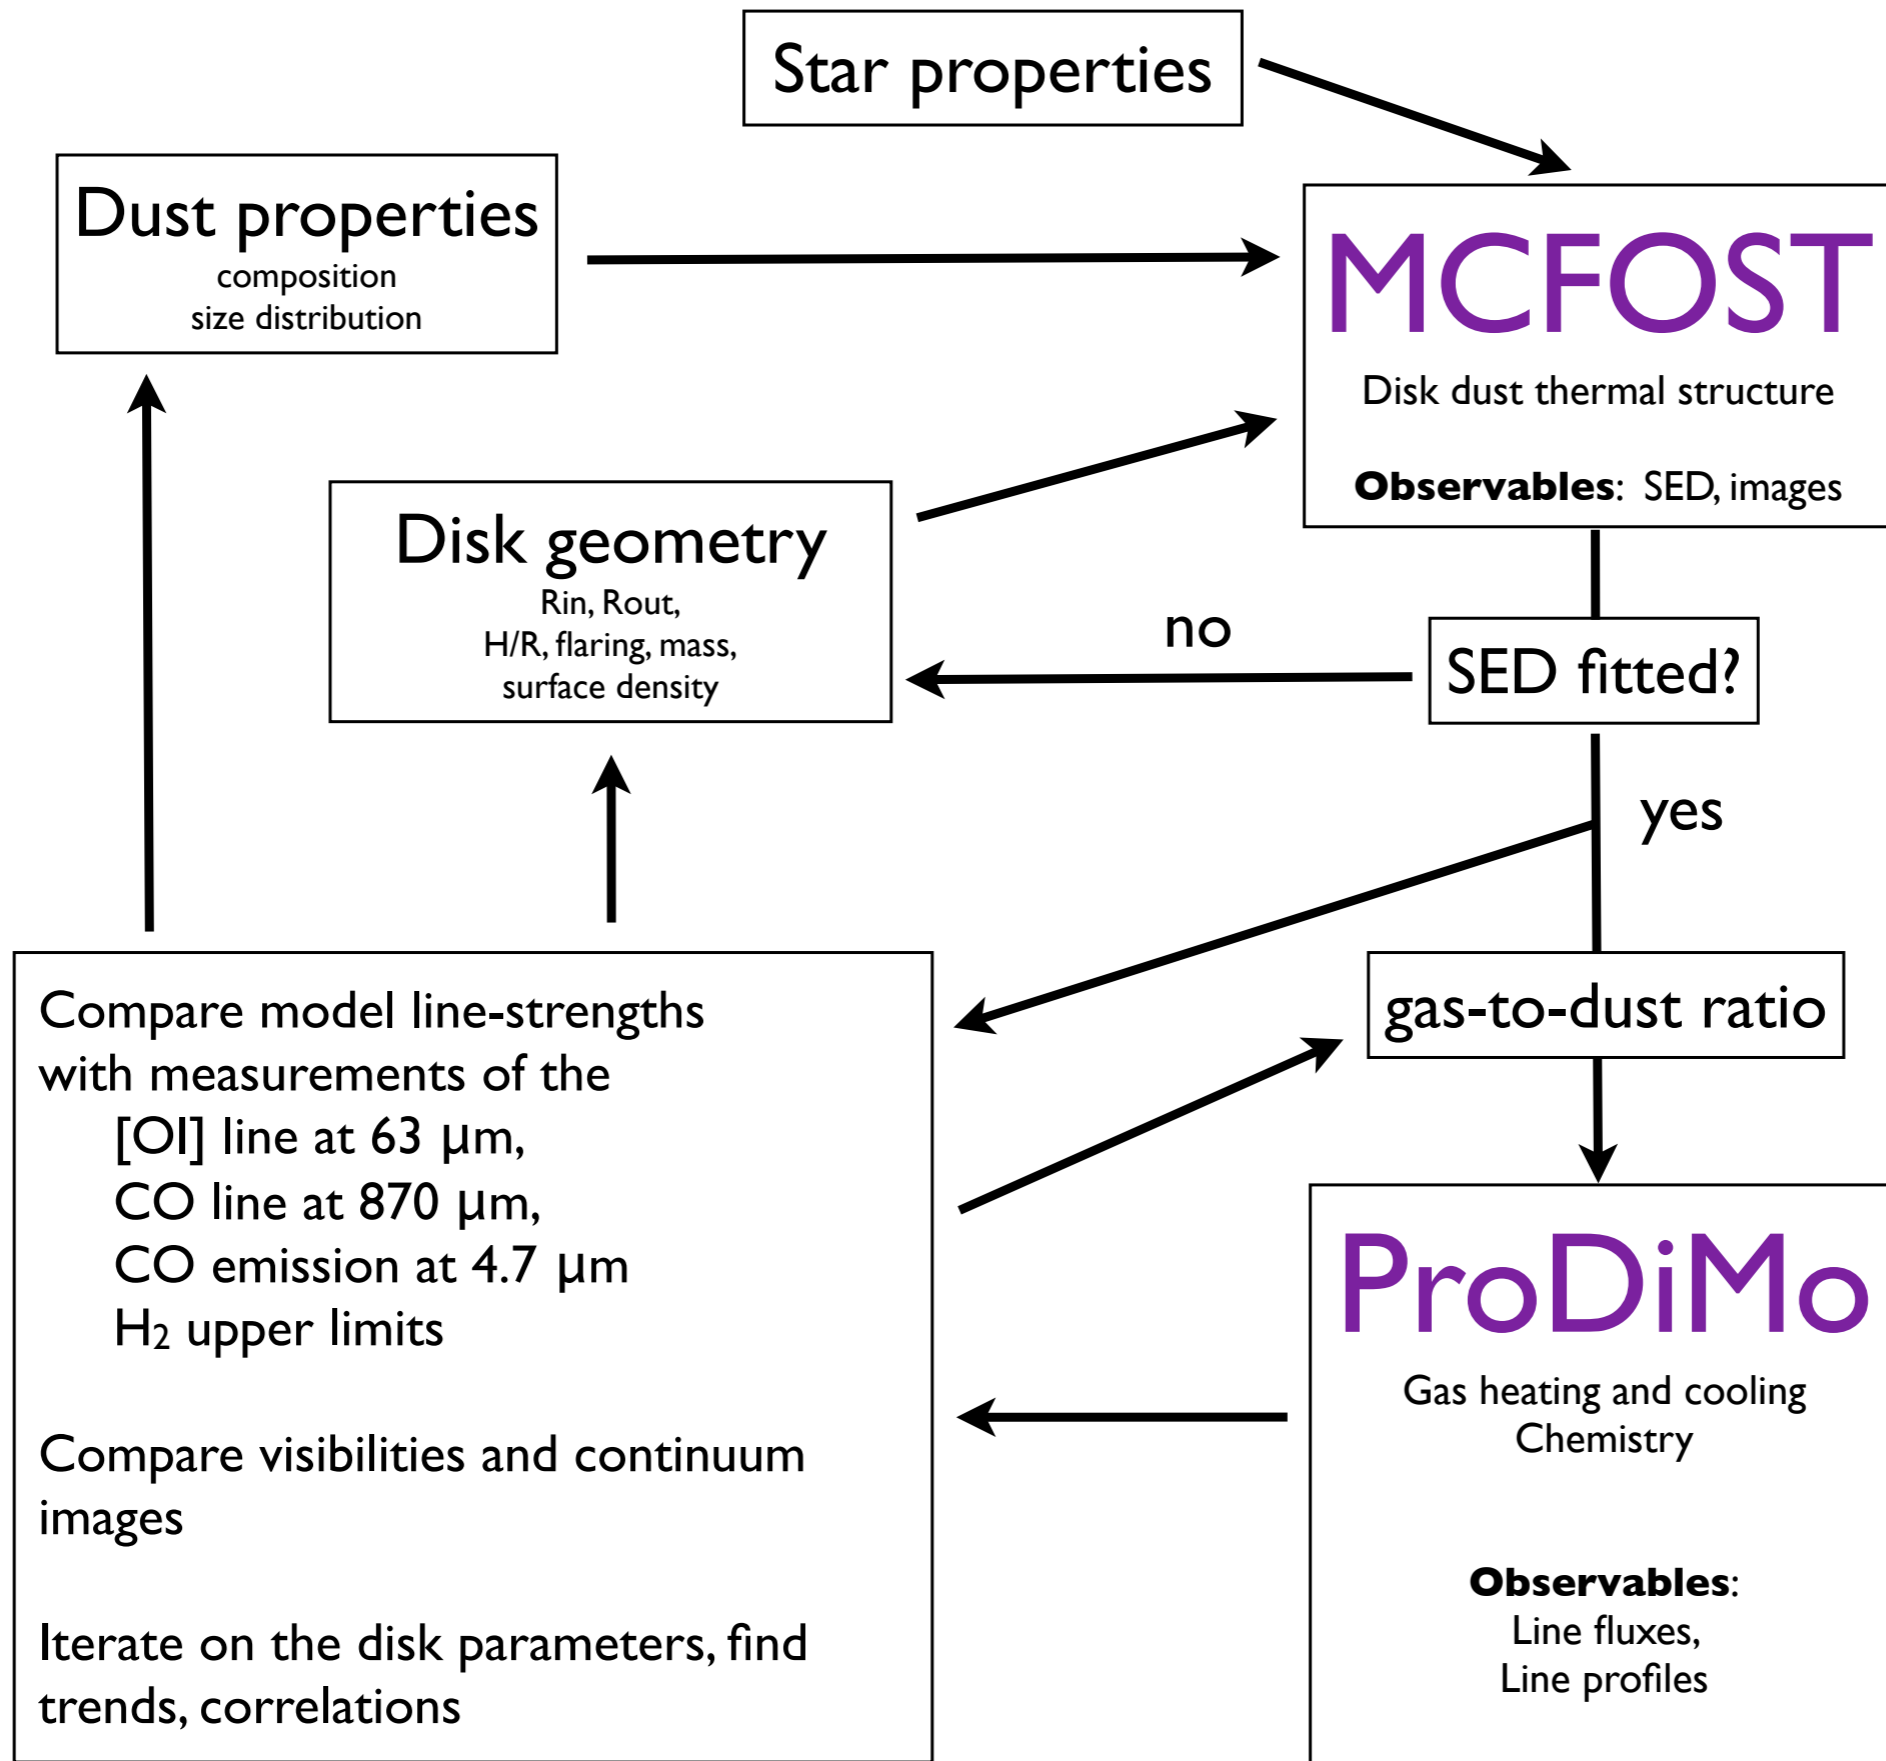 Star properties
Dust properties
composition
size distribution
MCFOST
Disk dust thermal structure
Observables: SED, images
Disk geometry
Rin, Rout,
H/R, flaring, mass,
surface density
no
SED fitted?
yes
gas-to-dust ratio
Compare model line-strengths
with measurements of the
[OI] line at 63 μm,
CO line at 870 μm,
CO emission at 4.7 μm
H₂ upper limits
Compare visibilities and continuum
images
Iterate on the disk parameters, find
trends, correlations
ProDiMo
Gas heating and cooling
Chemistry
Observables:
Line fluxes,
Line profiles